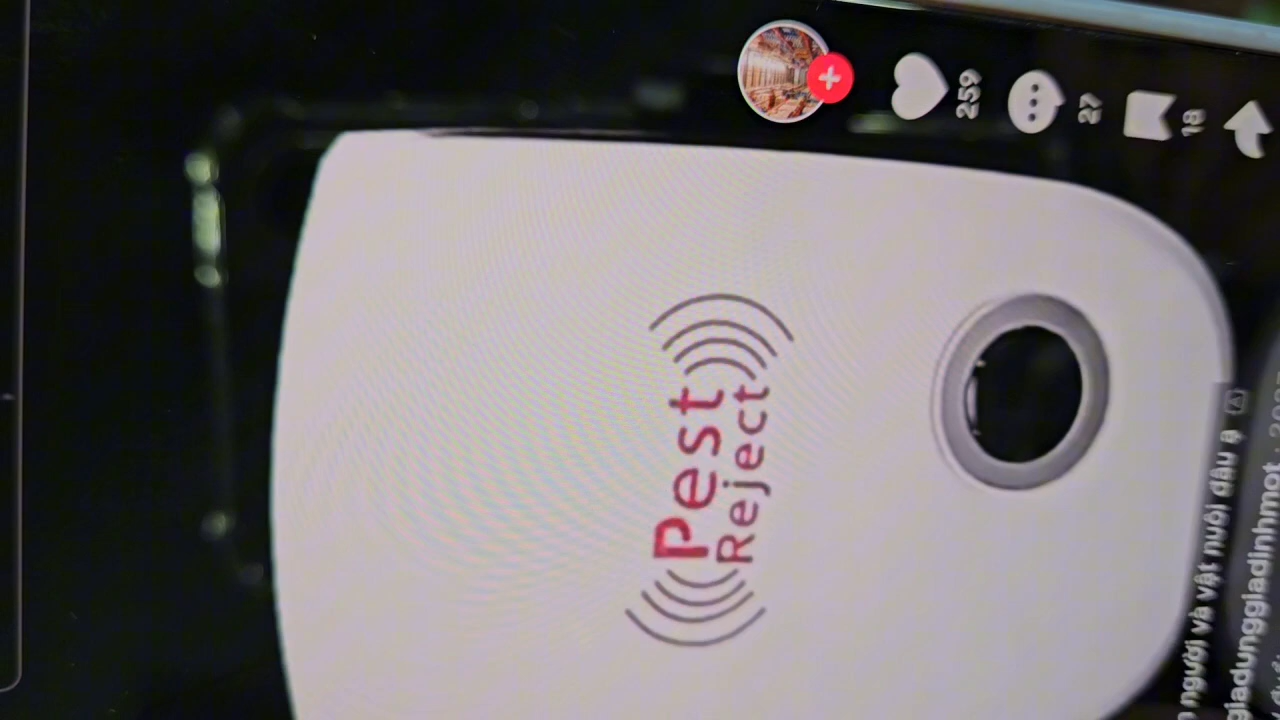 Pest
Reject
259
27
18
người và vật nuôi đâu ạ
giadunggiadinhmot